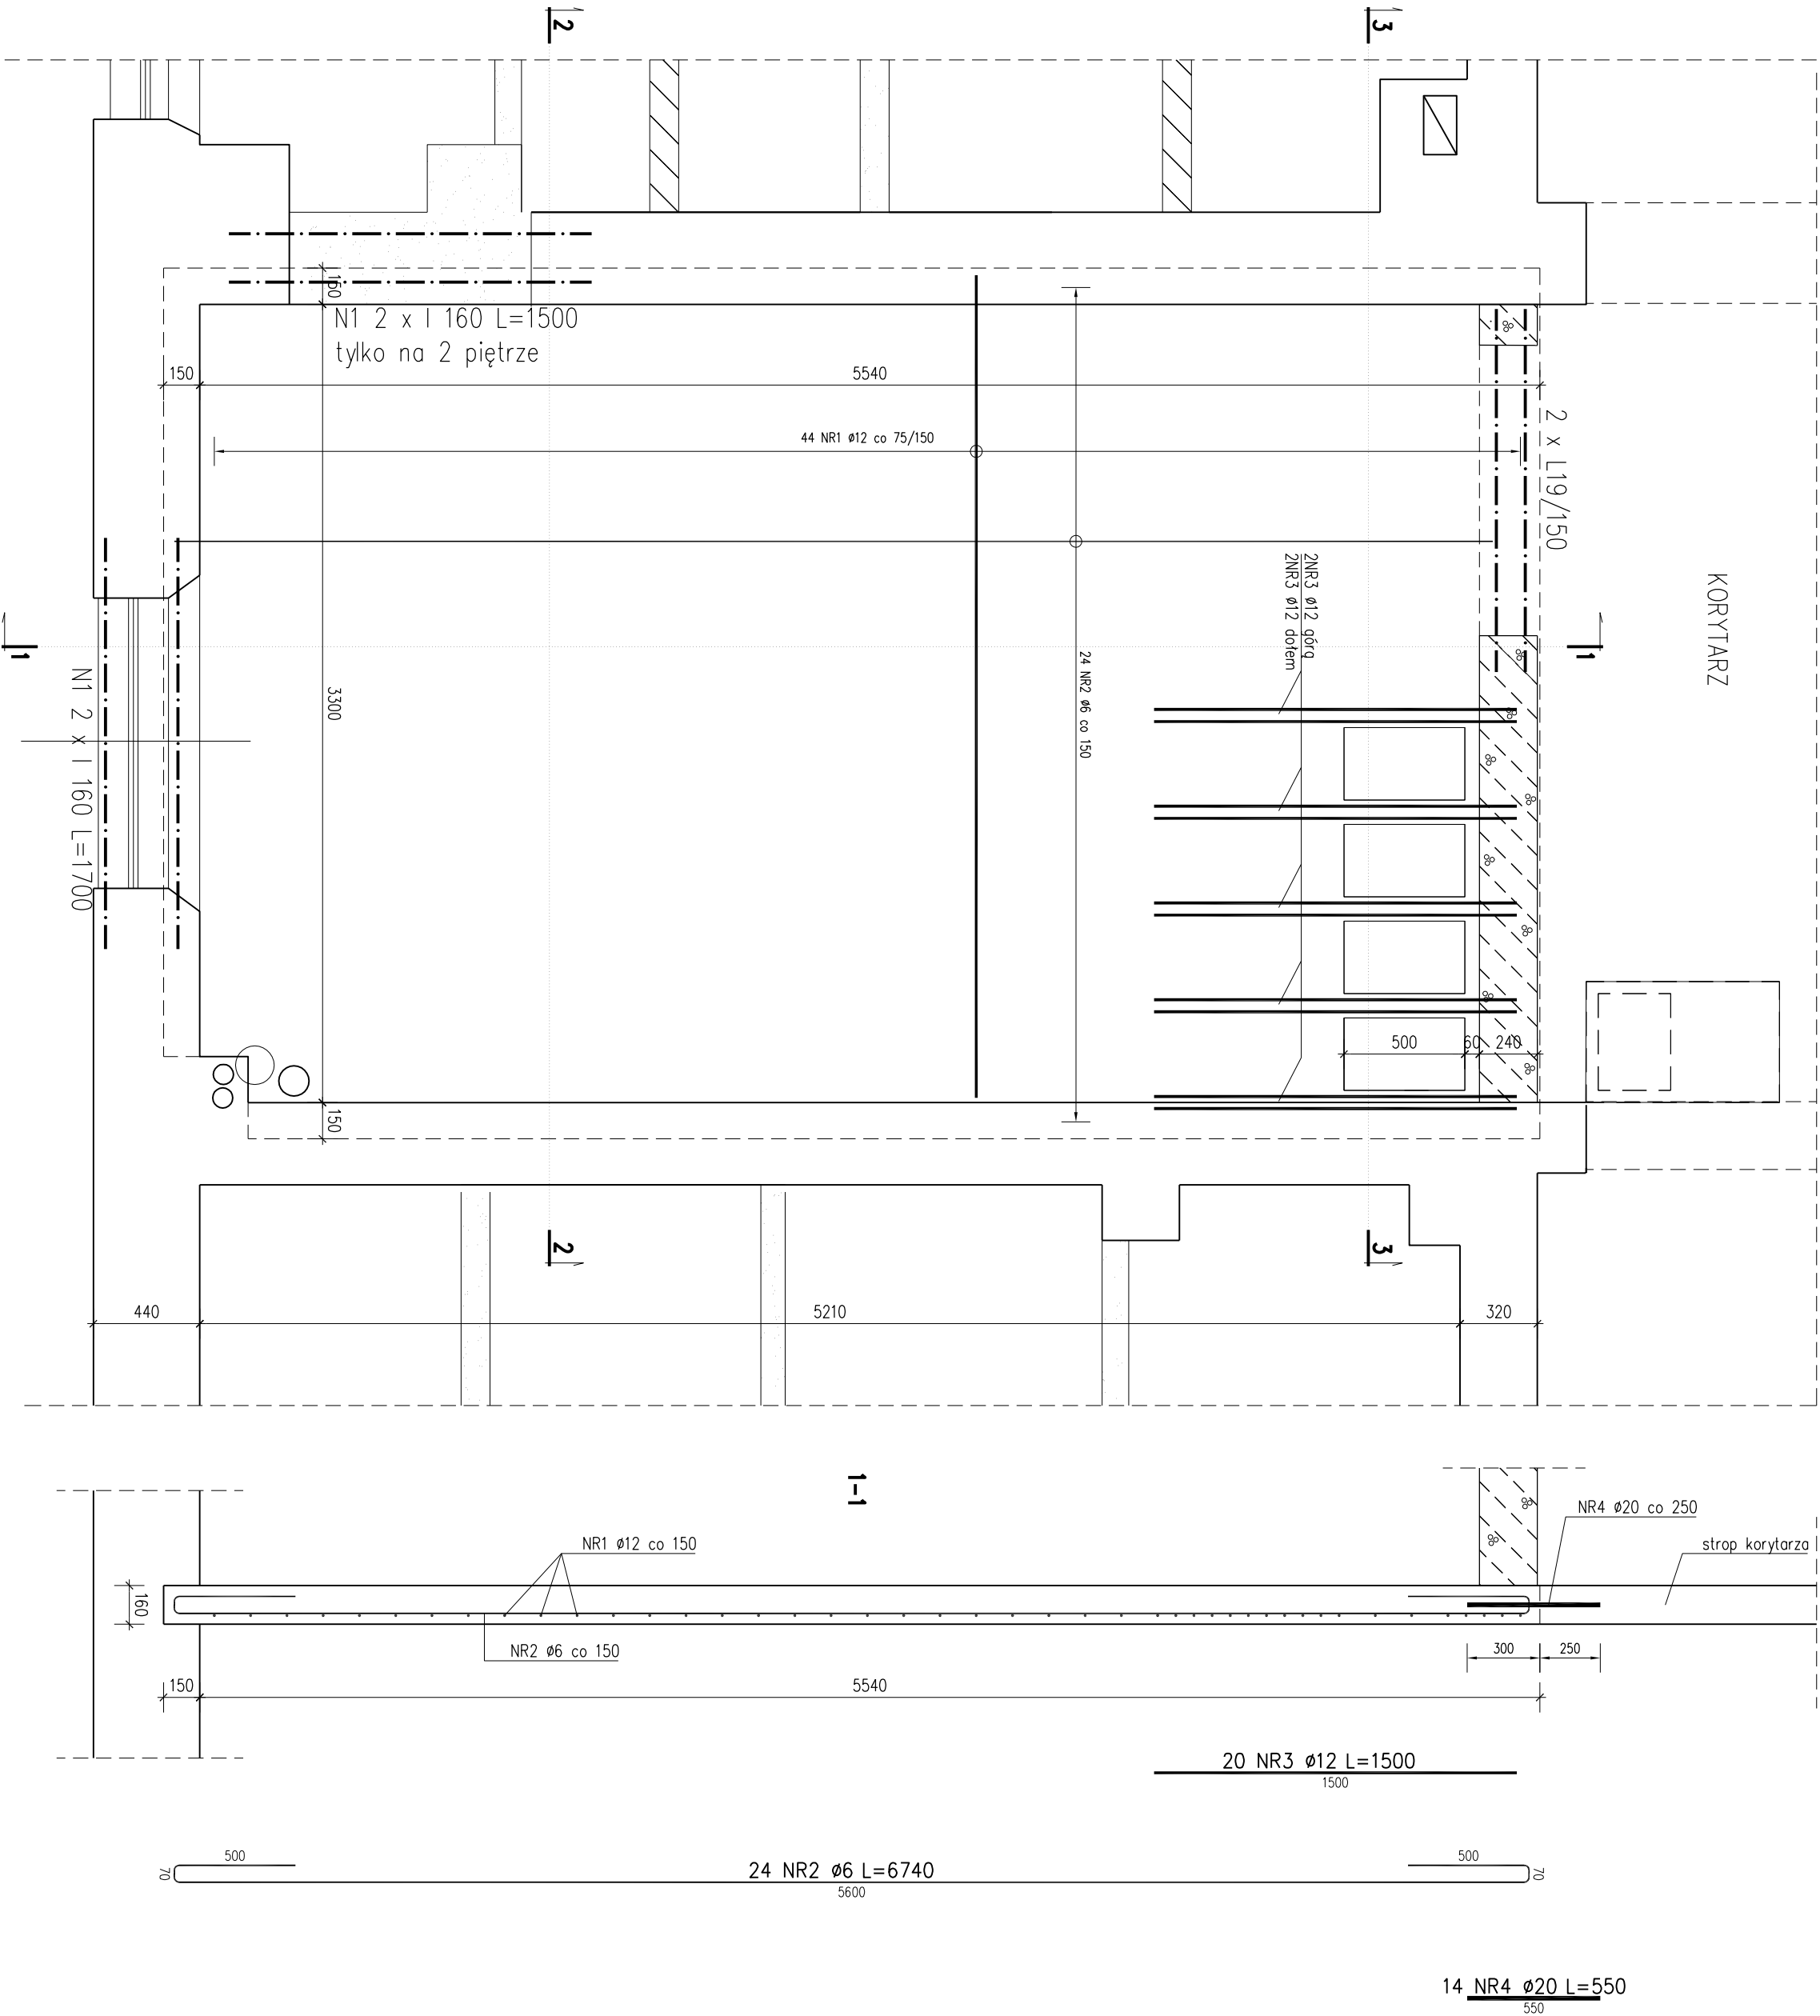 2
3
150
N1 2 x I 160 L=1500
tylko na 2 piętrze
150
5540
2 x L19/150
44 NR1 ø12 co 75/150
KORYTARZ
2NR3 ø12 górą
2NR3 ø12 dołem
1
1
24 NR2 ø6 co 150
3300
N1 2 x I 160 L=1700
500
60
240
150
2
3
440
5210
320
1-1
NR4 ø20 co 250
NR1 ø12 co 150
strop korytarza
160
NR2 ø6 co 150
300
250
150
5540
20 NR3 ø12 L=1500
1500
500
500
70
24 NR2 ø6 L=6740
70
5600
14 NR4 ø20 L=550
550